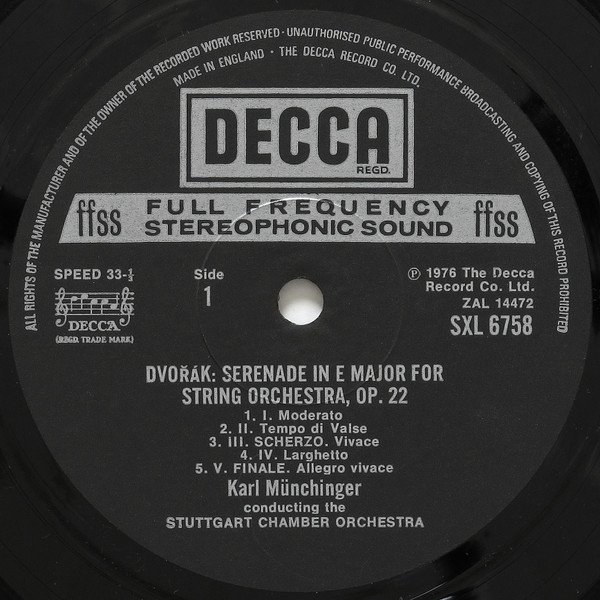 ALL RIGHTS OF THE MANUFACTURER AND OF THE OWNER OF THE RECORDED WORK RESERVED · UNAUTHORISED PUBLIC PERFORMANCE BROADCASTING AND COPYING OF THIS RECORD PROHIBITED
MADE IN ENGLAND · THE DECCA RECORD CO. LTD.
DECCA
REGD.
ffss FULL FREQUENCY STEREOPHONIC SOUND ffss
SPEED 33-⅓
DECCA
(REGD. TRADE MARK)
Side
1
℗ 1976 The Decca
Record Co. Ltd.
ZAL 14472
SXL 6758
DVOŘÁK: SERENADE IN E MAJOR FOR
STRING ORCHESTRA, OP. 22
1. I. Moderato
2. II. Tempo di Valse
3. III. SCHERZO. Vivace
4. IV. Larghetto
5. V. FINALE. Allegro vivace
Karl Münchinger
conducting the
STUTTGART CHAMBER ORCHESTRA